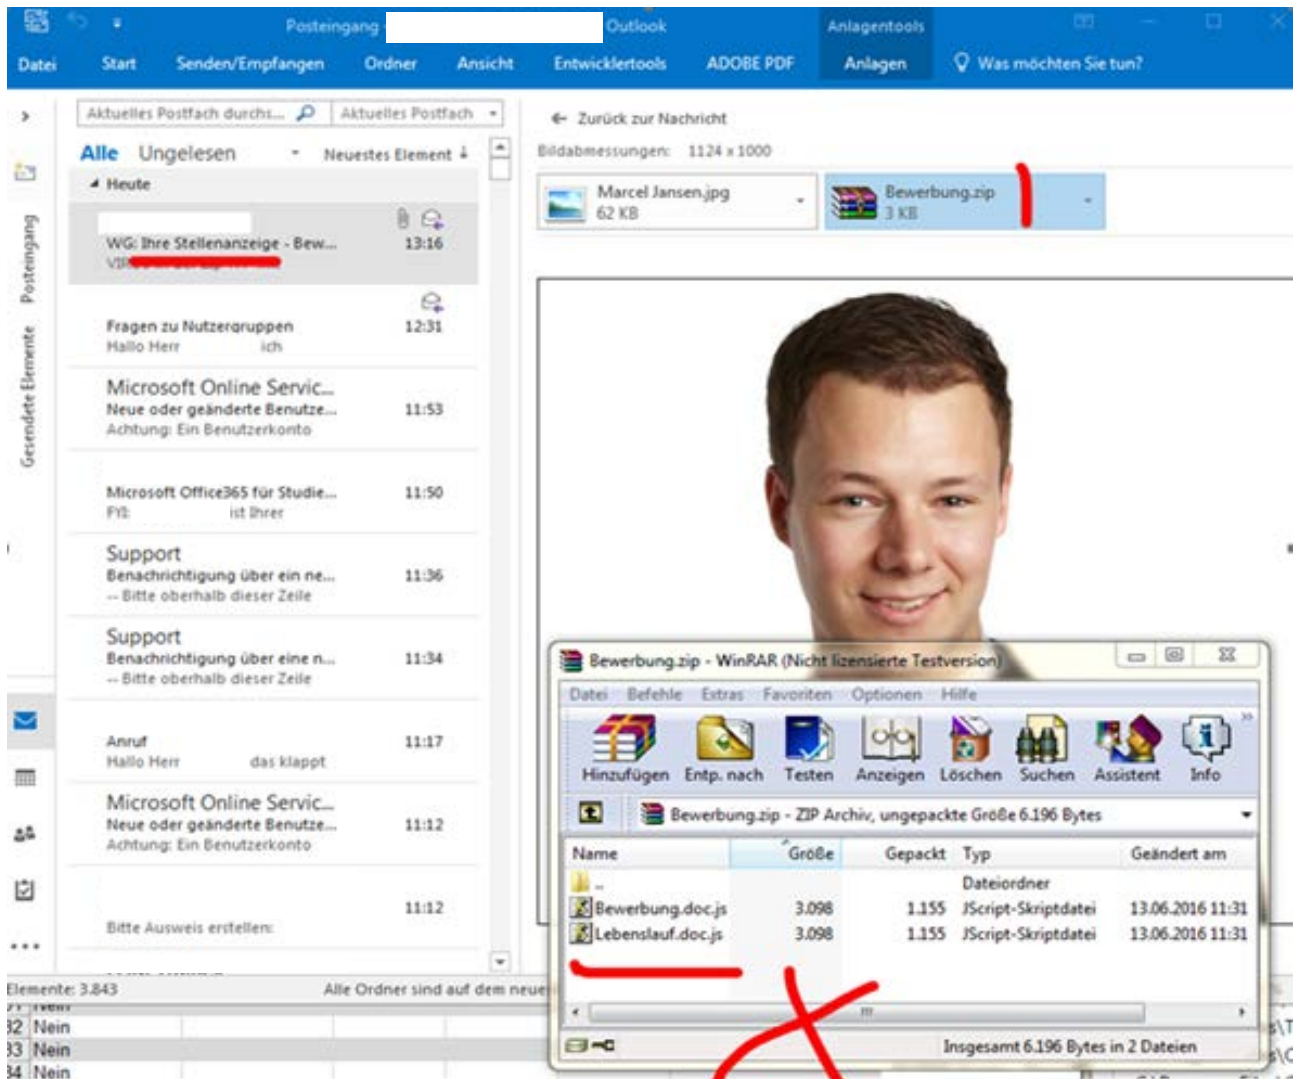 Posteingang - Outlook Anlagentools
Datei Start Senden/Empfangen Ordner Ansicht Entwicklertools ADOBE PDF Anlagen Was möchten Sie tun?
Aktuelles Postfach durchs... Aktuelles Postfach
Alle Ungelesen Neuestes Element ↓
Heute
WG: Ihre Stellenanzeige - Bew... 13:16
Fragen zu Nutzergruppen 12:31
Hallo Herr ich
Microsoft Online Servic...
Neue oder geänderte Benutze... 11:53
Achtung: Ein Benutzerkonto
Microsoft Office365 für Studie... 11:50
FYI: ist Ihrer
Support
Benachrichtigung über ein ne... 11:36
-- Bitte oberhalb dieser Zeile
Support
Benachrichtigung über eine n... 11:34
-- Bitte oberhalb dieser Zeile
Anruf 11:17
Hallo Herr das klappt
Microsoft Online Servic...
Neue oder geänderte Benutze... 11:12
Achtung: Ein Benutzerkonto
11:12
Bitte Ausweis erstellen:
Posteingang
Gesendete Elemente
Zurück zur Nachricht
Bildabmessungen: 1124 x 1000
Marcel Jansen.jpg
62 KB
Bewerbung.zip
3 KB
Bewerbung.zip - WinRAR (Nicht lizensierte Testversion)
Datei Befehle Extras Favoriten Optionen Hilfe
Hinzufügen Entp. nach Testen Anzeigen Löschen Suchen Assistent Info
Bewerbung.zip - ZIP Archiv, ungepackte Größe 6.196 Bytes
Name Größe Gepackt Typ Geändert am
.. Dateiordner
Bewerbung.doc.js 3.098 1.155 JScript-Skriptdatei 13.06.2016 11:31
Lebenslauf.doc.js 3.098 1.155 JScript-Skriptdatei 13.06.2016 11:31
Insgesamt 6.196 Bytes in 2 Dateien
Elemente: 3.843 Alle Ordner sind auf dem neue
32 Nein
33 Nein
34 Nein